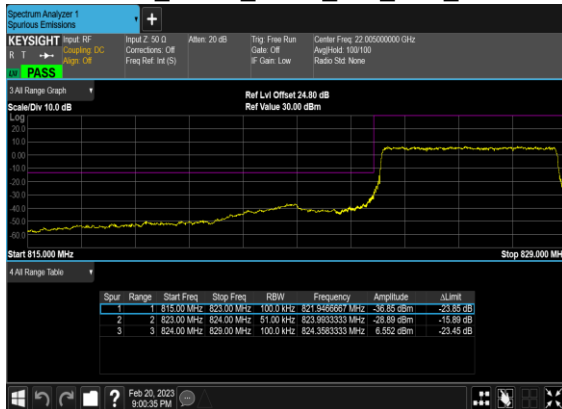 Spectrum Analyzer 1
Spurious Emissions
+
KEYSIGHT Input: RF Input Z: 50 Ω Atten: 20 dB Trig: Free Run Center Freq: 22.005000000 GHz
R T Coupling: DC Corrections: Off Gate: Off Avg|Hold: 100/100
Align: Off Freq Ref: Int (S) IF Gain: Low Radio Std: None
PASS
3 All Range Graph
Ref Lvl Offset 24.80 dB
Scale/Div 10.0 dB Ref Value 30.00 dBm
Log
20.0
10.0
0.00
-10.0
-20.0
-30.0
-40.0
-50.0
-60.0
Start 815.000 MHz Stop 829.000 MH
4 All Range Table
Spur Range Start Freq Stop Freq RBW Frequency Amplitude ΔLimit
1 1 815.00 MHz 823.00 MHz 100.0 kHz 821.9466667 MHz -36.85 dBm -23.85 dB
2 2 823.00 MHz 824.00 MHz 51.00 kHz 823.9933333 MHz -28.89 dBm -15.89 dB
3 3 824.00 MHz 829.00 MHz 100.0 kHz 824.3583333 MHz 6.552 dBm -23.45 dB
? Feb 20, 2023
9:00:35 PM